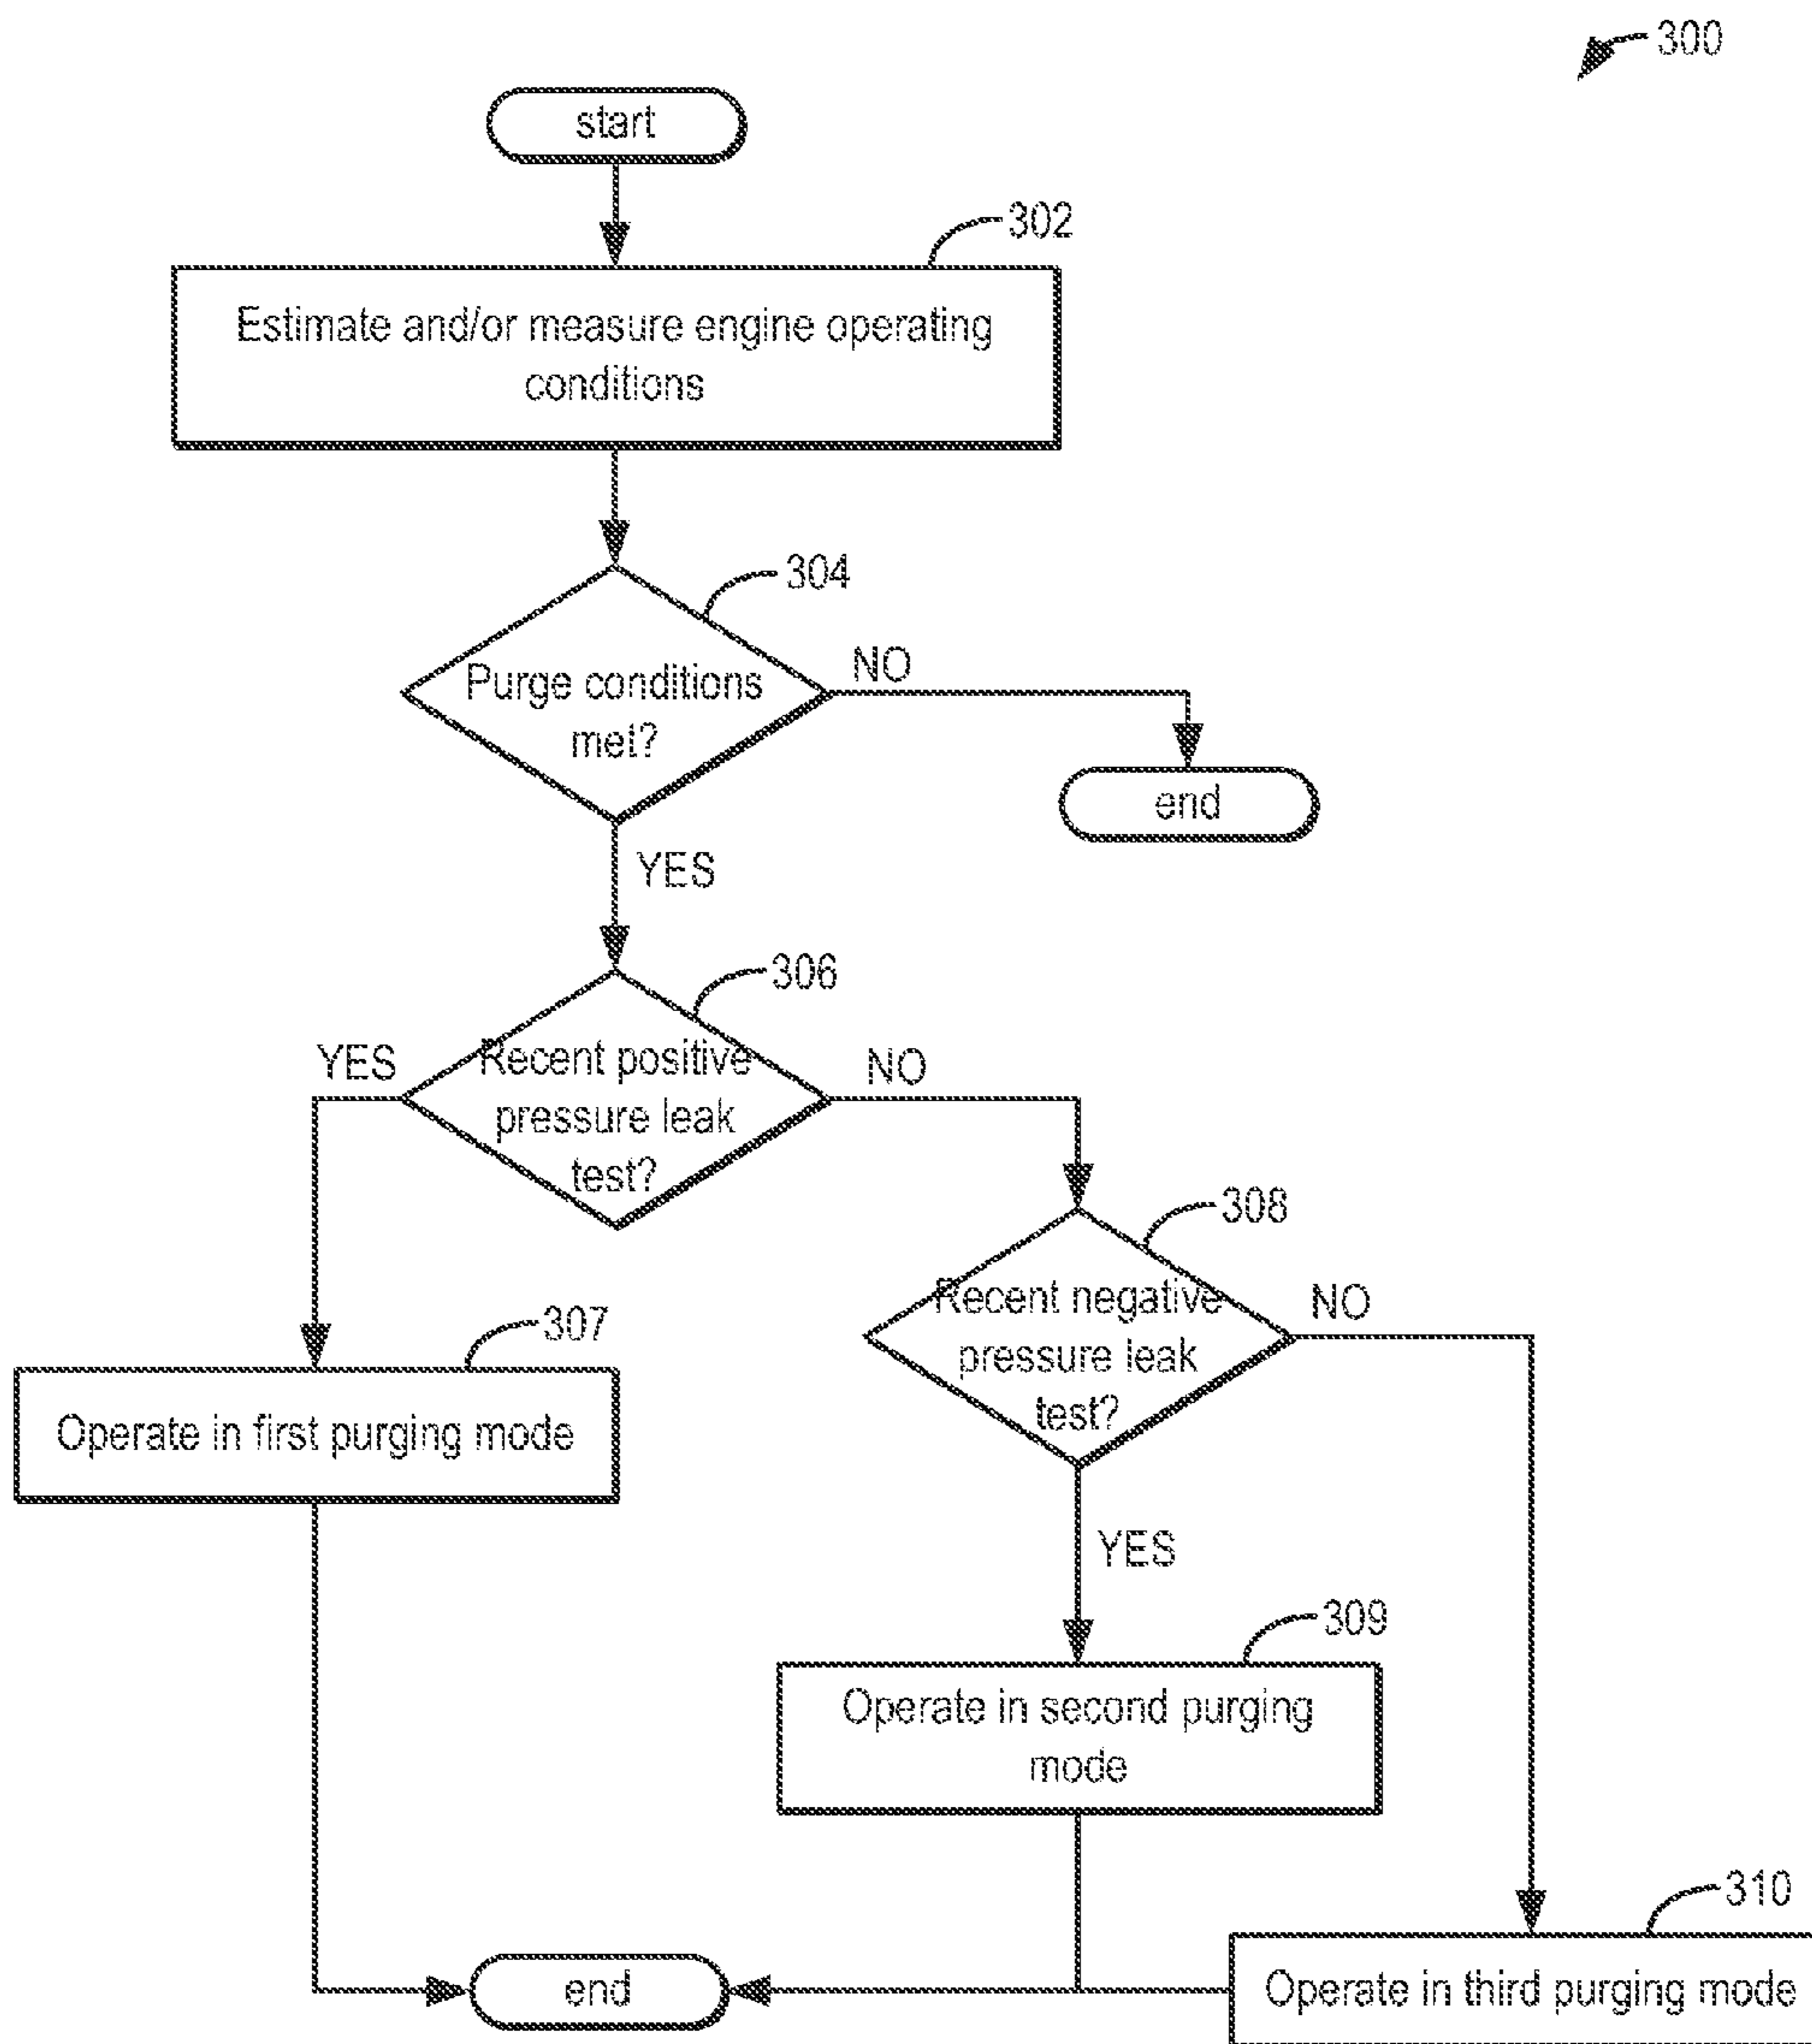 300
start
302
Estimate and/or measure engine operating
conditions
304
Purge conditions
met?
NO
end
YES
306
YES
Recent positive
pressure leak
test?
NO
308
Recent negative
pressure leak
test?
NO
307
Operate in first purging mode
YES
309
Operate in second purging
mode
310
end
Operate in third purging mode